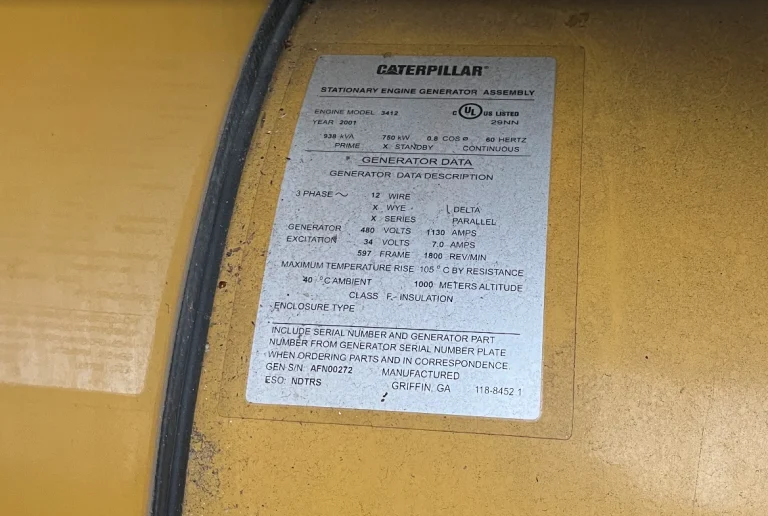 CATERPILLAR
STATIONARY ENGINE GENERATOR ASSEMBLY
ENGINE MODEL 3412
YEAR 2001
C UL US LISTED
29NN
938 kVA 750 kW 0.8 COS ø 60 HERTZ
PRIME X STANDBY CONTINUOUS
GENERATOR DATA
GENERATOR DATA DESCRIPTION
3 PHASE ~ 12 WIRE
X WYE DELTA
X SERIES PARALLEL
GENERATOR 480 VOLTS 1130 AMPS
EXCITATION 34 VOLTS 7.0 AMPS
597 FRAME 1800 REV/MIN
MAXIMUM TEMPERATURE RISE 105 °C BY RESISTANCE
40 °C AMBIENT 1000 METERS ALTITUDE
CLASS F - INSULATION
ENCLOSURE TYPE
INCLUDE SERIAL NUMBER AND GENERATOR PART
NUMBER FROM GENERATOR SERIAL NUMBER PLATE
WHEN ORDERING PARTS AND IN CORRESPONDENCE
GEN S/N: AFN00272 MANUFACTURED
ESO: NDTRS GRIFFIN, GA 118-8452 1